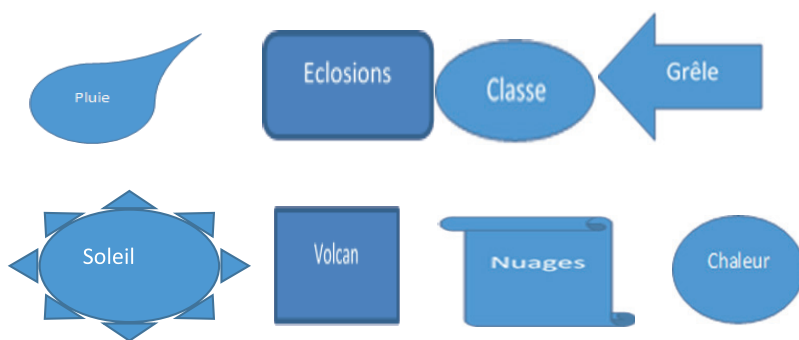 Pluie
Eclosions
Classe
Grêle
Soleil
Volcan
Nuages
Chaleur